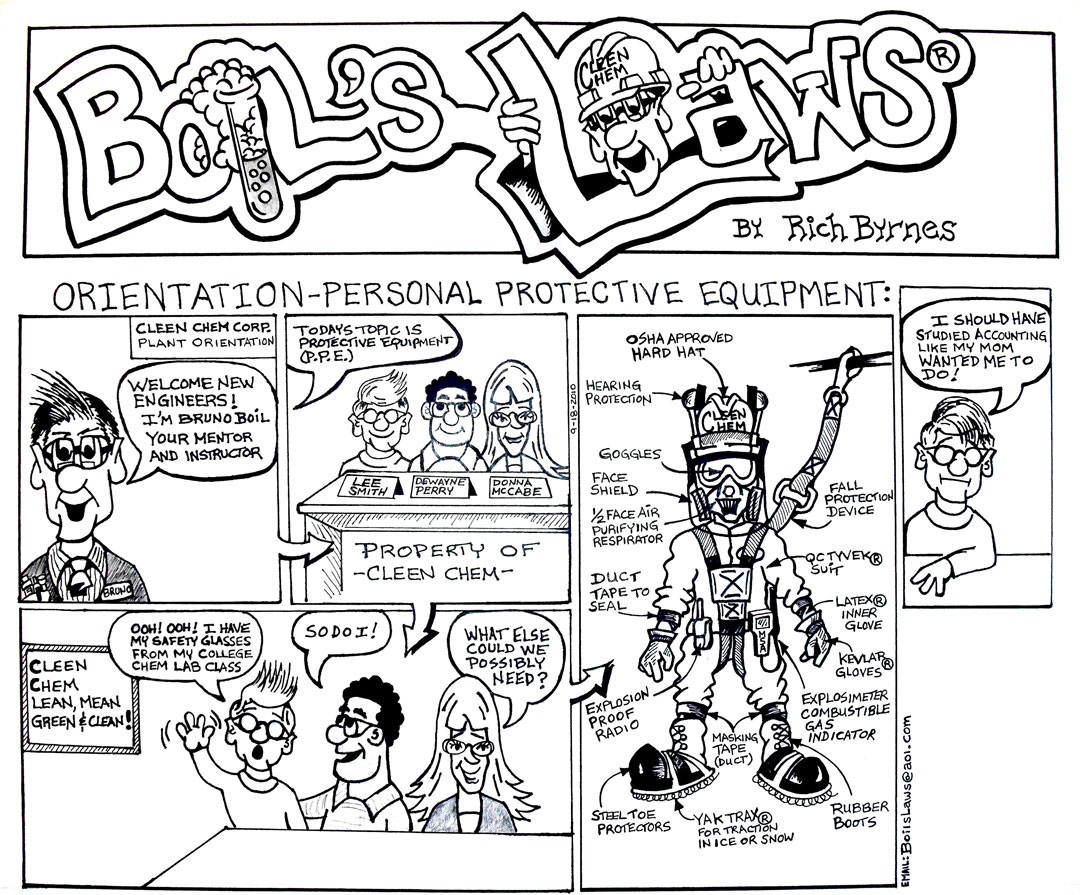 BOIL'S LAWS®
CLEEN
CHEM
BY Rich Byrnes
ORIENTATION-PERSONAL PROTECTIVE EQUIPMENT:
CLEEN CHEM CORP.
PLANT ORIENTATION
WELCOME NEW
ENGINEERS!
I'M BRUNO BOIL
YOUR MENTOR
AND INSTRUCTOR
BRUNO
TODAY'S TOPIC IS
PROTECTIVE EQUIPMENT
(P.P.E.)
LEE
SMITH
DEWAYNE
PERRY
DONNA
MCCABE
PROPERTY OF
-CLEEN CHEM-
9-18-2010
CLEEN
CHEM
LEAN, MEAN
GREEN & CLEAN!
OOH! OOH! I HAVE
MY SAFETY GLASSES
FROM MY COLLEGE
CHEM LAB CLASS
SO DO I!
WHAT ELSE
COULD WE
POSSIBLY
NEED?
OSHA APPROVED
HARD HAT
HEARING
PROTECTION
CLEEN
CHEM
GOGGLES
FACE
SHIELD
1/2 FACE AIR
PURIFYING
RESPIRATOR
FALL
PROTECTION
DEVICE
DUCT
TAPE TO
SEAL
QC TYVEK®
SUIT
LATEX®
INNER
GLOVE
MSA
KEVLAR®
GLOVES
EXPLOSION
PROOF
RADIO
EXPLOSIMETER
COMBUSTIBLE
GAS
INDICATOR
MASKING
TAPE
(DUCT)
STEEL TOE
PROTECTORS
YAK TRAX®
FOR TRACTION
IN ICE OR SNOW
RUBBER
BOOTS
I SHOULD HAVE
STUDIED ACCOUNTING
LIKE MY MOM
WANTED ME TO
DO!
EMAIL: BoilsLaws@aol.com